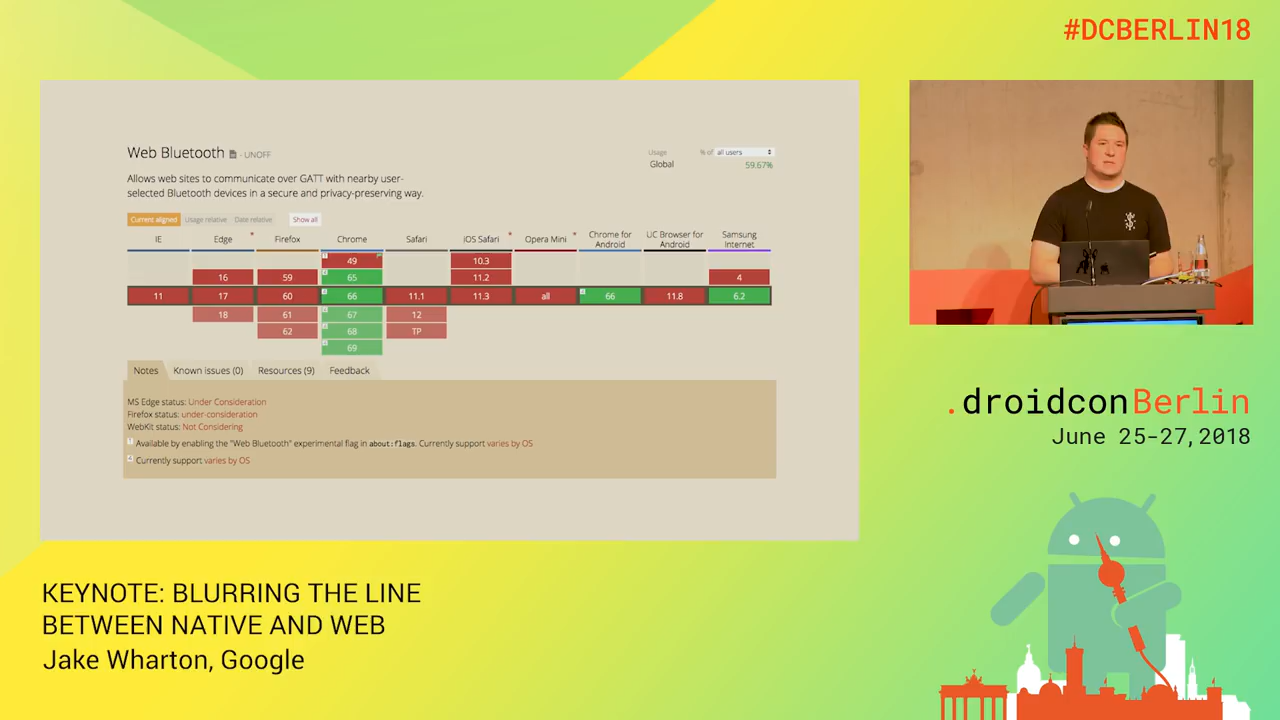 #DCBERLIN18
Web Bluetooth - UNOFF
Usage % of all users
Global 59.67%
Allows web sites to communicate over GATT with nearby user-
selected Bluetooth devices in a secure and privacy-preserving way.
Current aligned Usage relative Date relative Show all
IE Edge * Firefox Chrome Safari iOS Safari * Opera Mini * Chrome for Android UC Browser for Android Samsung Internet
49 10.3
16 59 65 11.2 4
11 17 60 66 11.1 11.3 all 66 11.8 6.2
18 61 67 12
62 68 TP
69
Notes Known issues (0) Resources (9) Feedback
MS Edge status: Under Consideration
Firefox status: under-consideration
WebKit status: Not Considering
Available by enabling the "Web Bluetooth" experimental flag in about:flags. Currently support varies by OS
Currently support varies by OS
.droidconBerlin
June 25-27,2018
KEYNOTE: BLURRING THE LINE
BETWEEN NATIVE AND WEB
Jake Wharton, Google